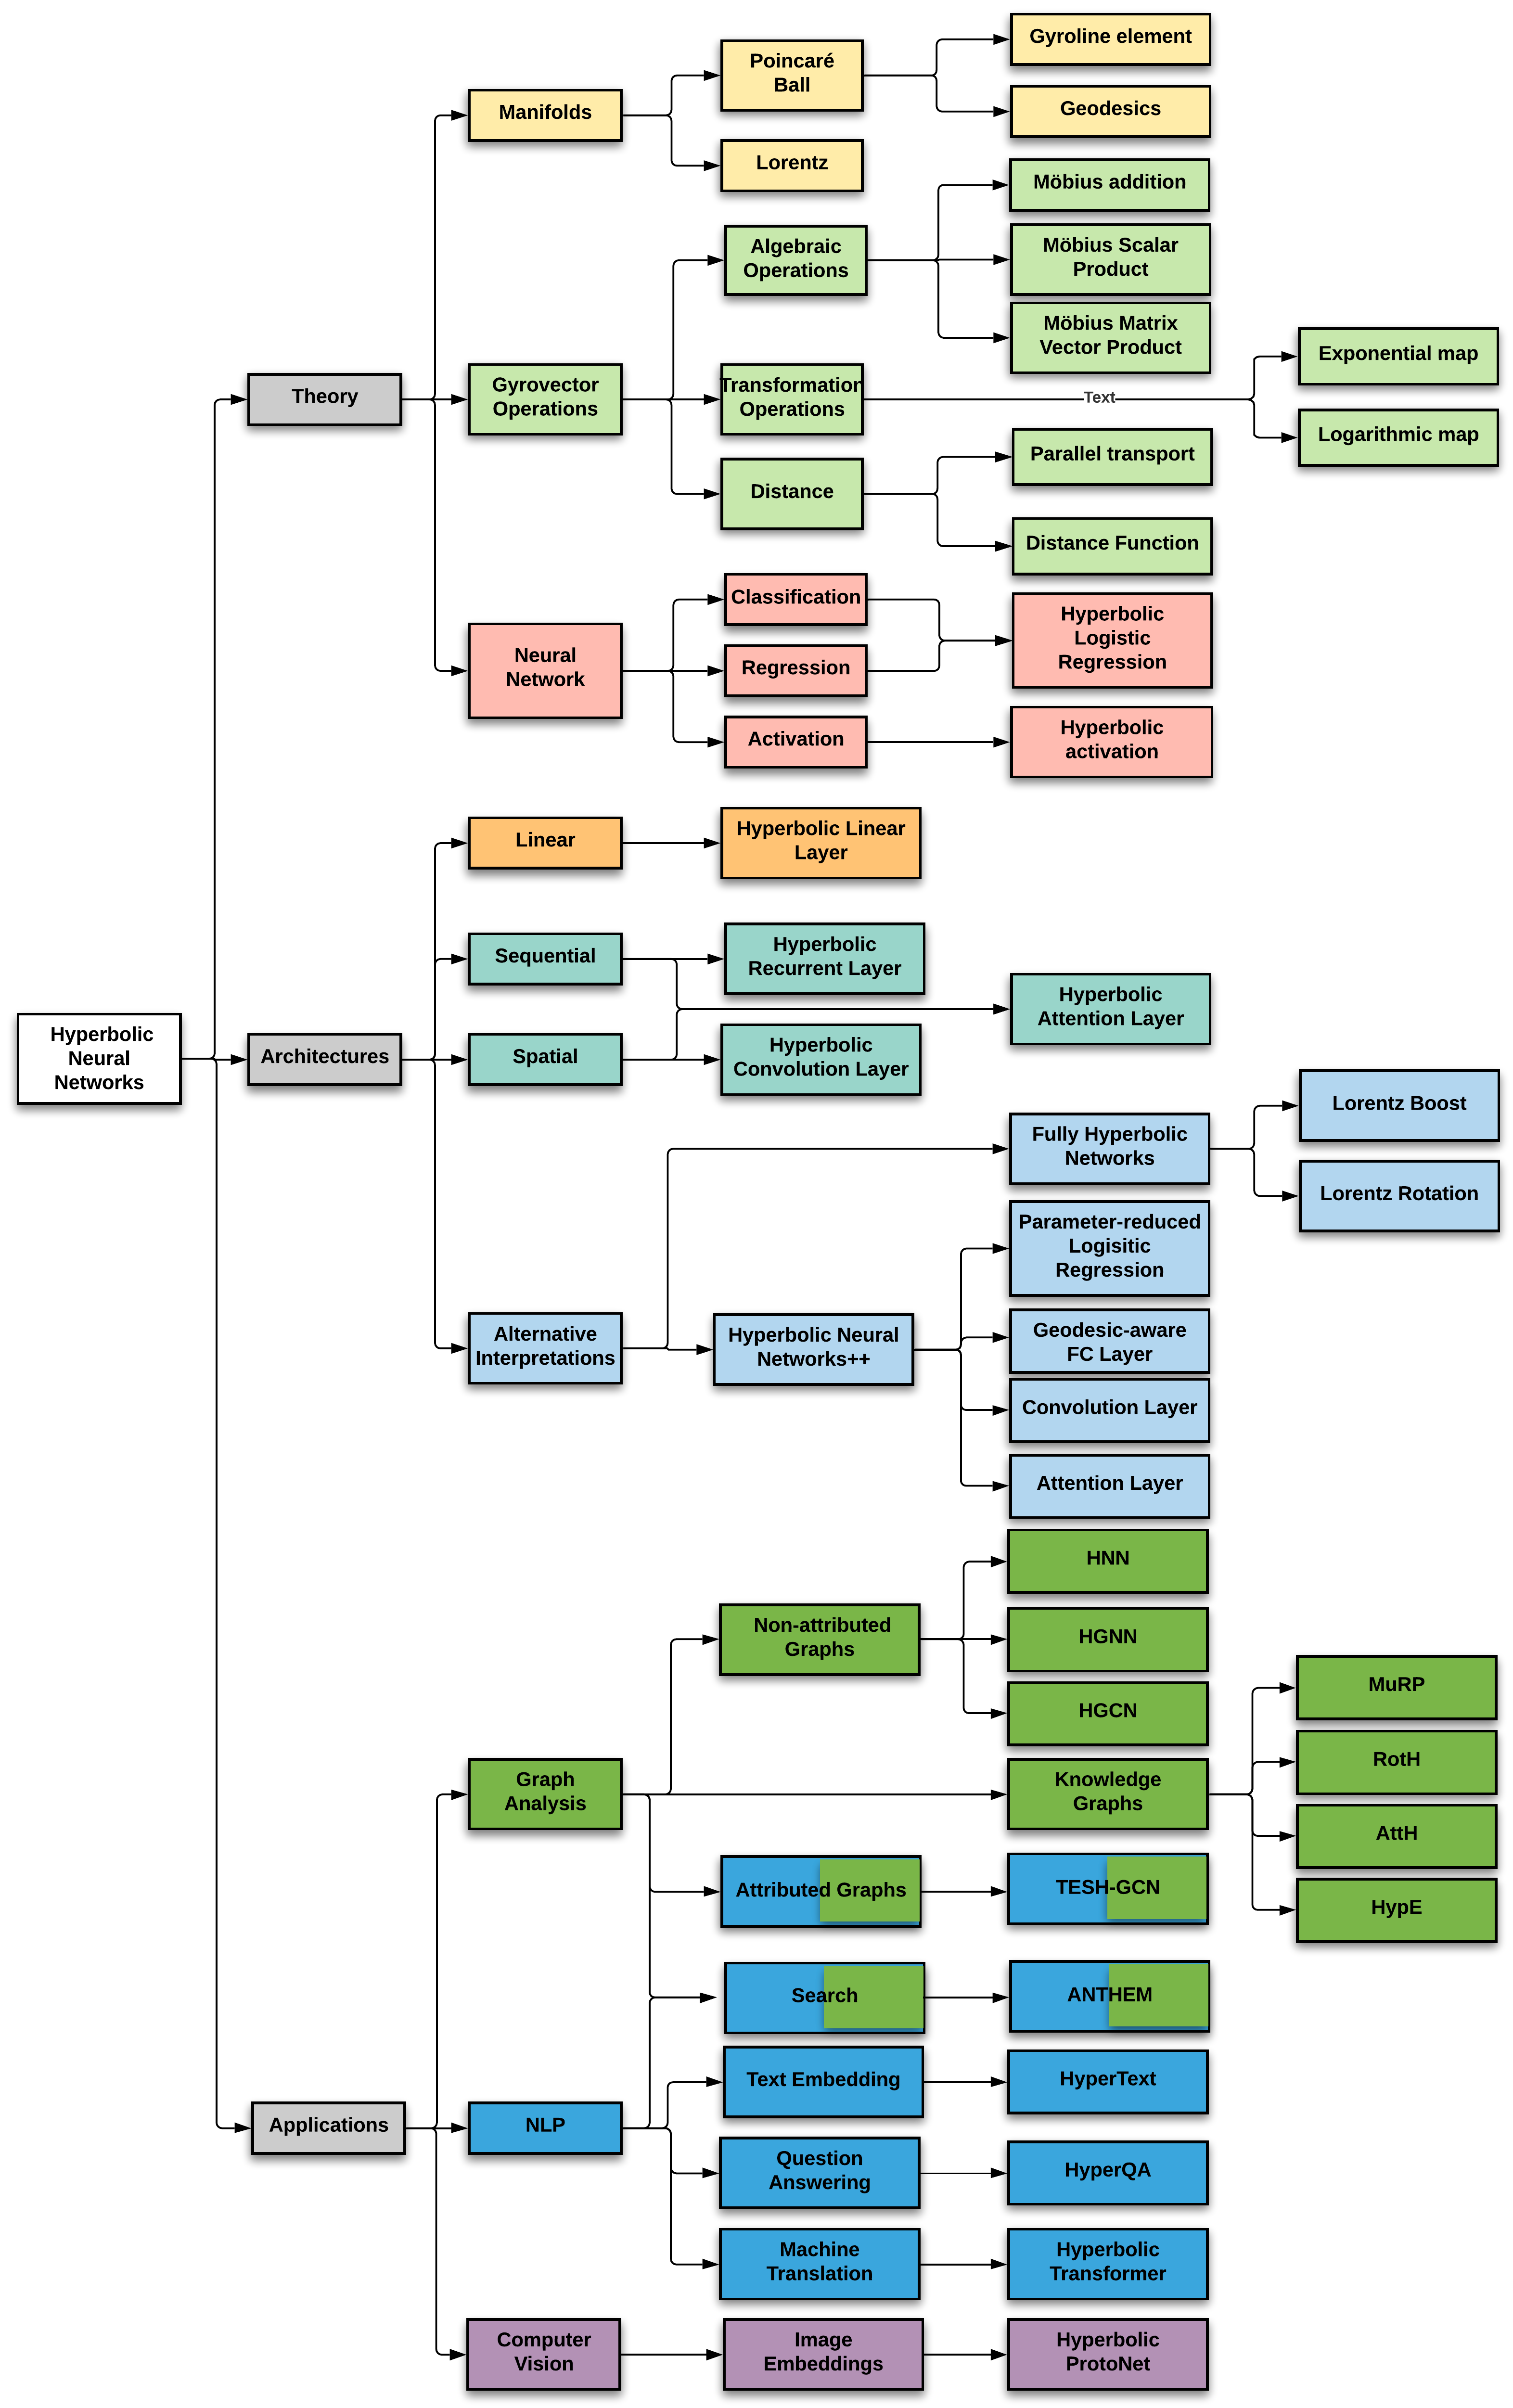 Hyperbolic
Neural
Networks
Theory
Manifolds
Poincaré
Ball
Gyroline element
Geodesics
Lorentz
Gyrovector
Operations
Algebraic
Operations
Möbius addition
Möbius Scalar
Product
Möbius Matrix
Vector Product
Transformation
Operations
Text
Exponential map
Logarithmic map
Distance
Parallel transport
Distance Function
Neural
Network
Classification
Regression
Hyperbolic
Logistic
Regression
Activation
Hyperbolic
activation
Architectures
Linear
Hyperbolic Linear
Layer
Sequential
Hyperbolic
Recurrent Layer
Hyperbolic
Attention Layer
Spatial
Hyperbolic
Convolution Layer
Alternative
Interpretations
Fully Hyperbolic
Networks
Lorentz Boost
Lorentz Rotation
Hyperbolic Neural
Networks++
Parameter-reduced
Logisitic
Regression
Geodesic-aware
FC Layer
Convolution Layer
Attention Layer
Applications
Graph
Analysis
Non-attributed
Graphs
HNN
HGNN
HGCN
Knowledge
Graphs
MuRP
RotH
AttH
HypE
Attributed Graphs
TESH-GCN
Search
ANTHEM
NLP
Text Embedding
HyperText
Question
Answering
HyperQA
Machine
Translation
Hyperbolic
Transformer
Computer
Vision
Image
Embeddings
Hyperbolic
ProtoNet